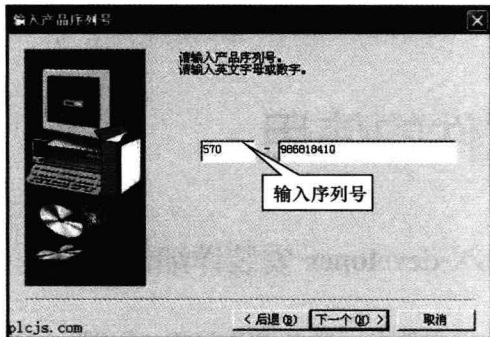 输入产品序列号
请输入产品序列号。
请输入英文字母或数字。
570 - 986818410
输入序列号
< 后退(B) 下一个(N) > 取消
plcjs.com